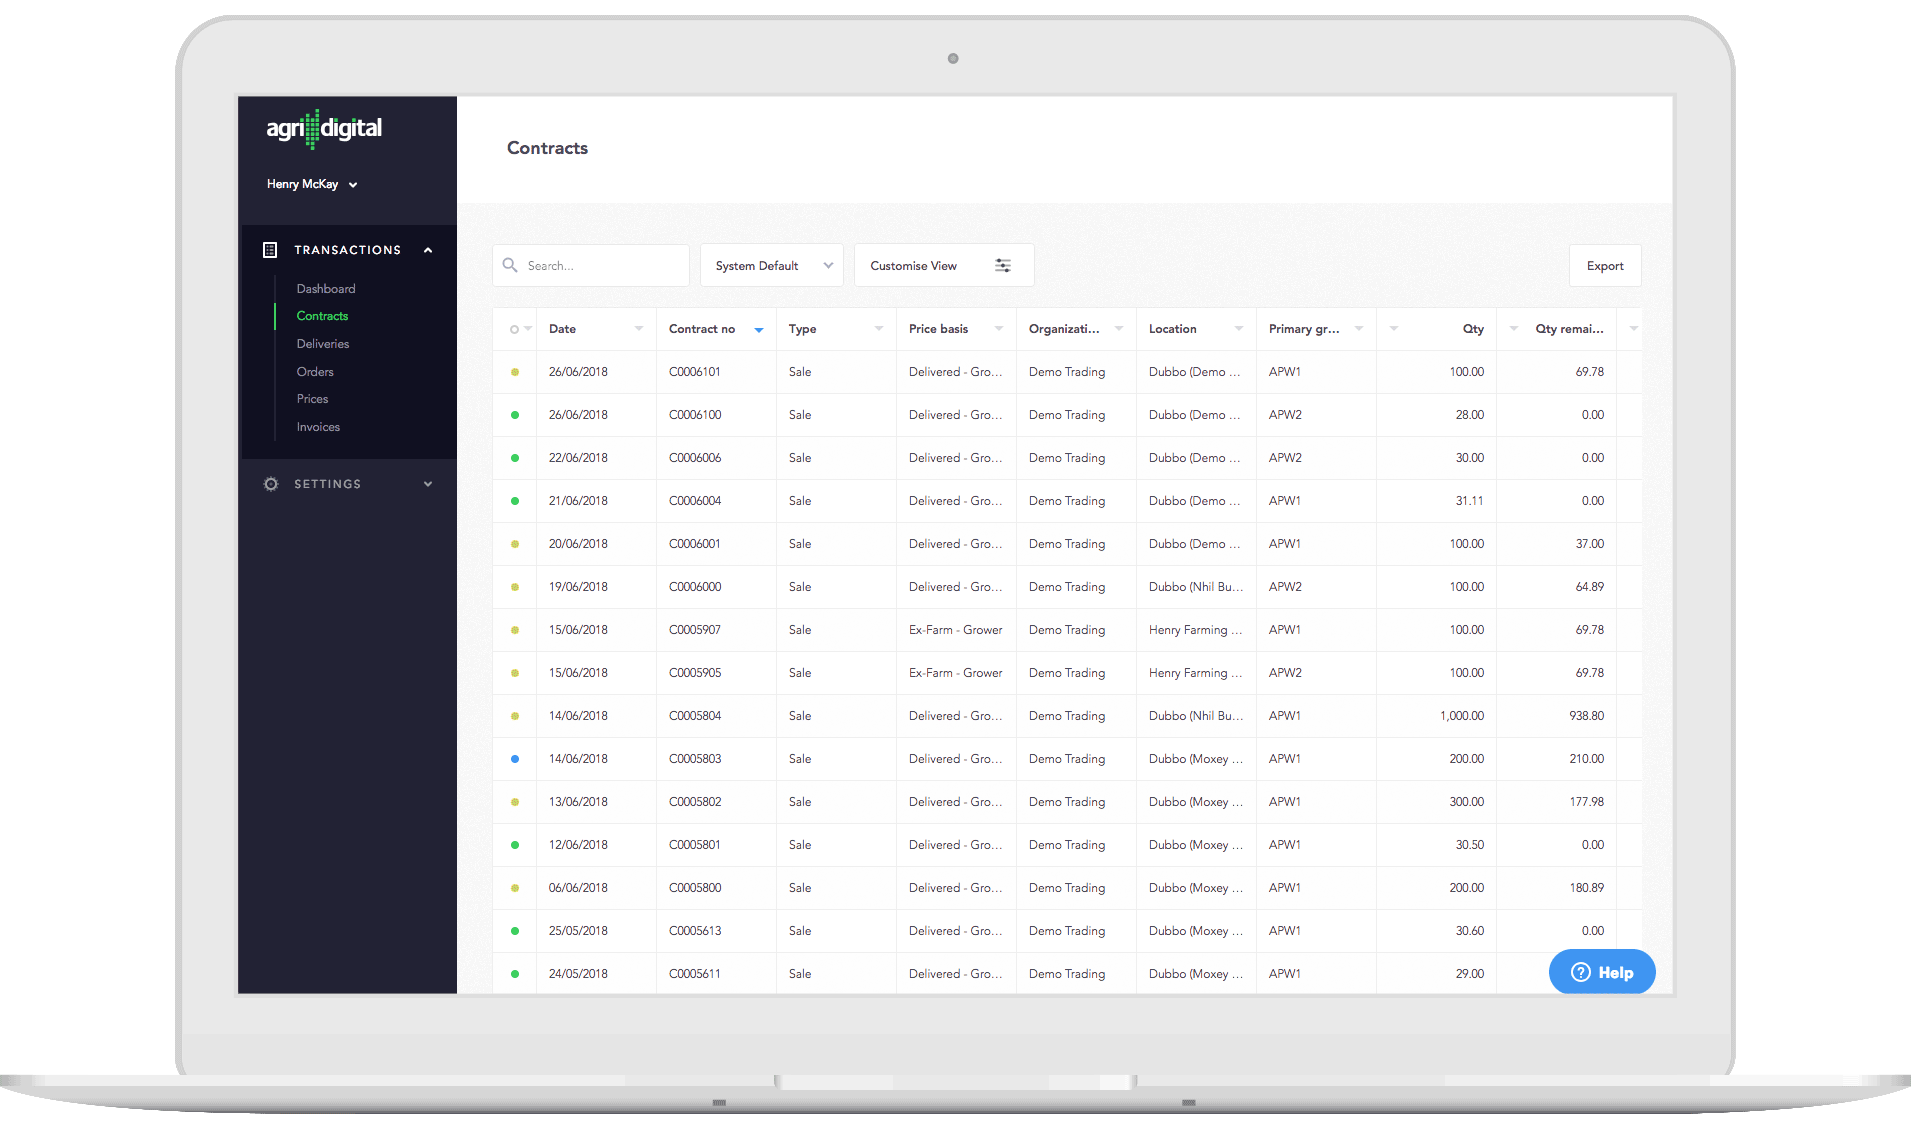 agridigital
Henry McKay
TRANSACTIONS
Dashboard
Contracts
Deliveries
Orders
Prices
Invoices
SETTINGS
Contracts
Search...
System Default
Customise View
Export
Date Contract no Type Price basis Organizati... Location Primary gr... Qty Qty remai...
26/06/2018 C0006101 Sale Delivered - Gro... Demo Trading Dubbo (Demo ... APW1 100.00 69.78
26/06/2018 C0006100 Sale Delivered - Gro... Demo Trading Dubbo (Demo ... APW2 28.00 0.00
22/06/2018 C0006006 Sale Delivered - Gro... Demo Trading Dubbo (Demo ... APW2 30.00 0.00
21/06/2018 C0006004 Sale Delivered - Gro... Demo Trading Dubbo (Demo ... APW1 31.11 0.00
20/06/2018 C0006001 Sale Delivered - Gro... Demo Trading Dubbo (Demo ... APW1 100.00 37.00
19/06/2018 C0006000 Sale Delivered - Gro... Demo Trading Dubbo (Nhil Bu... APW2 100.00 64.89
15/06/2018 C0005907 Sale Ex-Farm - Grower Demo Trading Henry Farming ... APW1 100.00 69.78
15/06/2018 C0005905 Sale Ex-Farm - Grower Demo Trading Henry Farming ... APW2 100.00 69.78
14/06/2018 C0005804 Sale Delivered - Gro... Demo Trading Dubbo (Nhil Bu... APW1 1,000.00 938.80
14/06/2018 C0005803 Sale Delivered - Gro... Demo Trading Dubbo (Moxey ... APW1 200.00 210.00
13/06/2018 C0005802 Sale Delivered - Gro... Demo Trading Dubbo (Moxey ... APW1 300.00 177.98
12/06/2018 C0005801 Sale Delivered - Gro... Demo Trading Dubbo (Moxey ... APW1 30.50 0.00
06/06/2018 C0005800 Sale Delivered - Gro... Demo Trading Dubbo (Moxey ... APW1 200.00 180.89
25/05/2018 C0005613 Sale Delivered - Gro... Demo Trading Dubbo (Moxey ... APW1 30.60 0.00
24/05/2018 C0005611 Sale Delivered - Gro... Demo Trading Dubbo (Moxey ... APW1 29.00
? Help